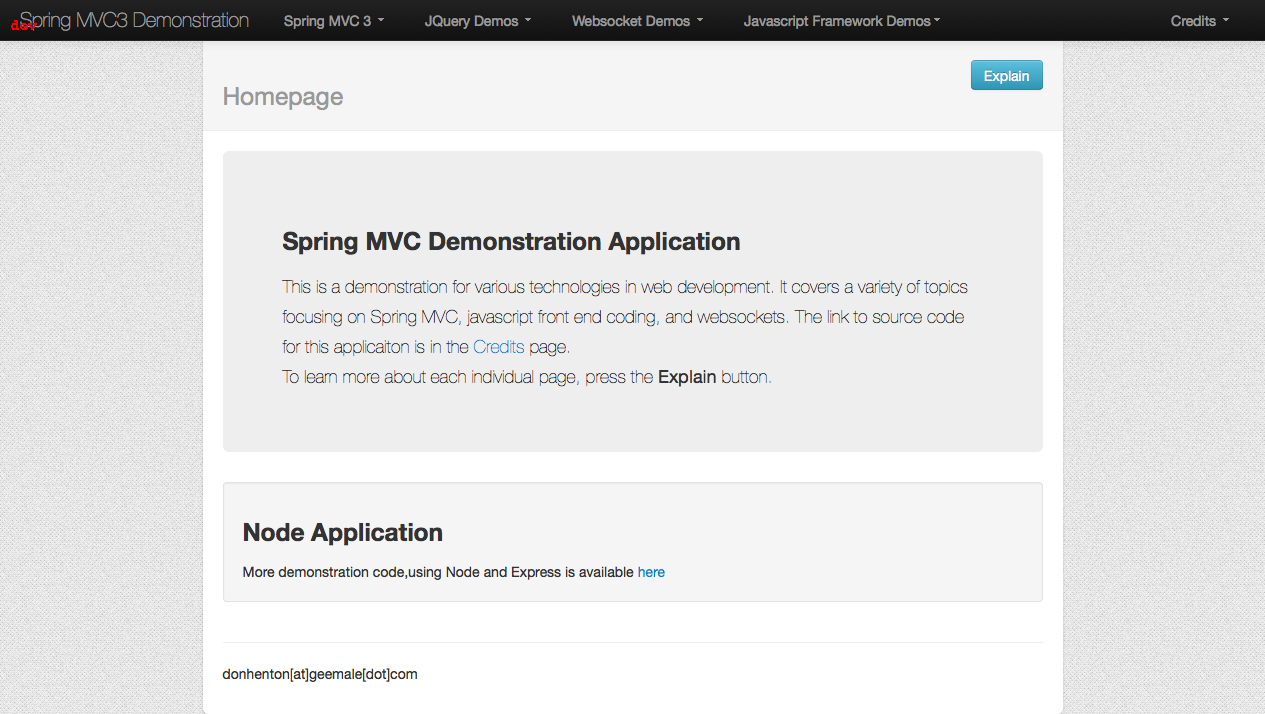 Spring MVC3 Demonstration Spring MVC 3 JQuery Demos Websocket Demos Javascript Framework Demos Credits
dev
Explain
Homepage
Spring MVC Demonstration Application
This is a demonstration for various technologies in web development. It covers a variety of topics
focusing on Spring MVC, javascript front end coding, and websockets. The link to source code
for this applicaiton is in the Credits page.
To learn more about each individual page, press the Explain button.
Node Application
More demonstration code,using Node and Express is available here
donhenton[at]geemale[dot]com